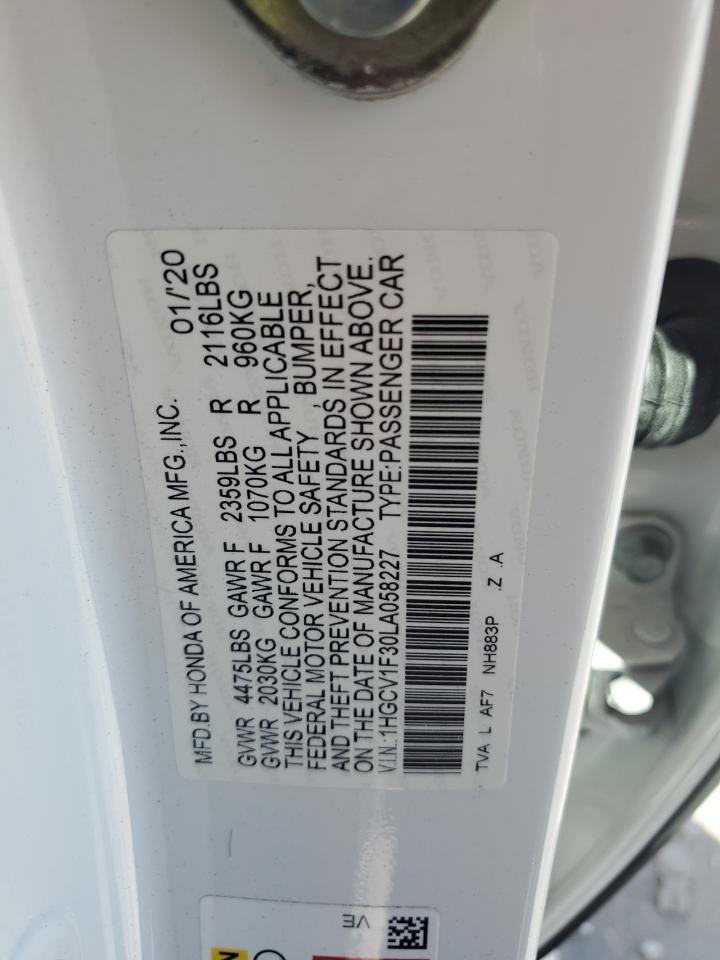 MFD. BY HONDA OF AMERICA MFG., INC. 01/'20
GVWR 4475LBS GAWR F 2359LBS R 2116LBS
GVWR 2030KG GAWR F 1070KG R 960KG
THIS VEHICLE CONFORMS TO ALL APPLICABLE
FEDERAL MOTOR VEHICLE SAFETY , BUMPER,
AND THEFT PREVENTION STANDARDS IN EFFECT
ON THE DATE OF MANUFACTURE SHOWN ABOVE.
V.I.N.:1HGCV1F30LA058227 TYPE:PASSENGER CAR
TVA L AF7 NH883P .Z .A
VE